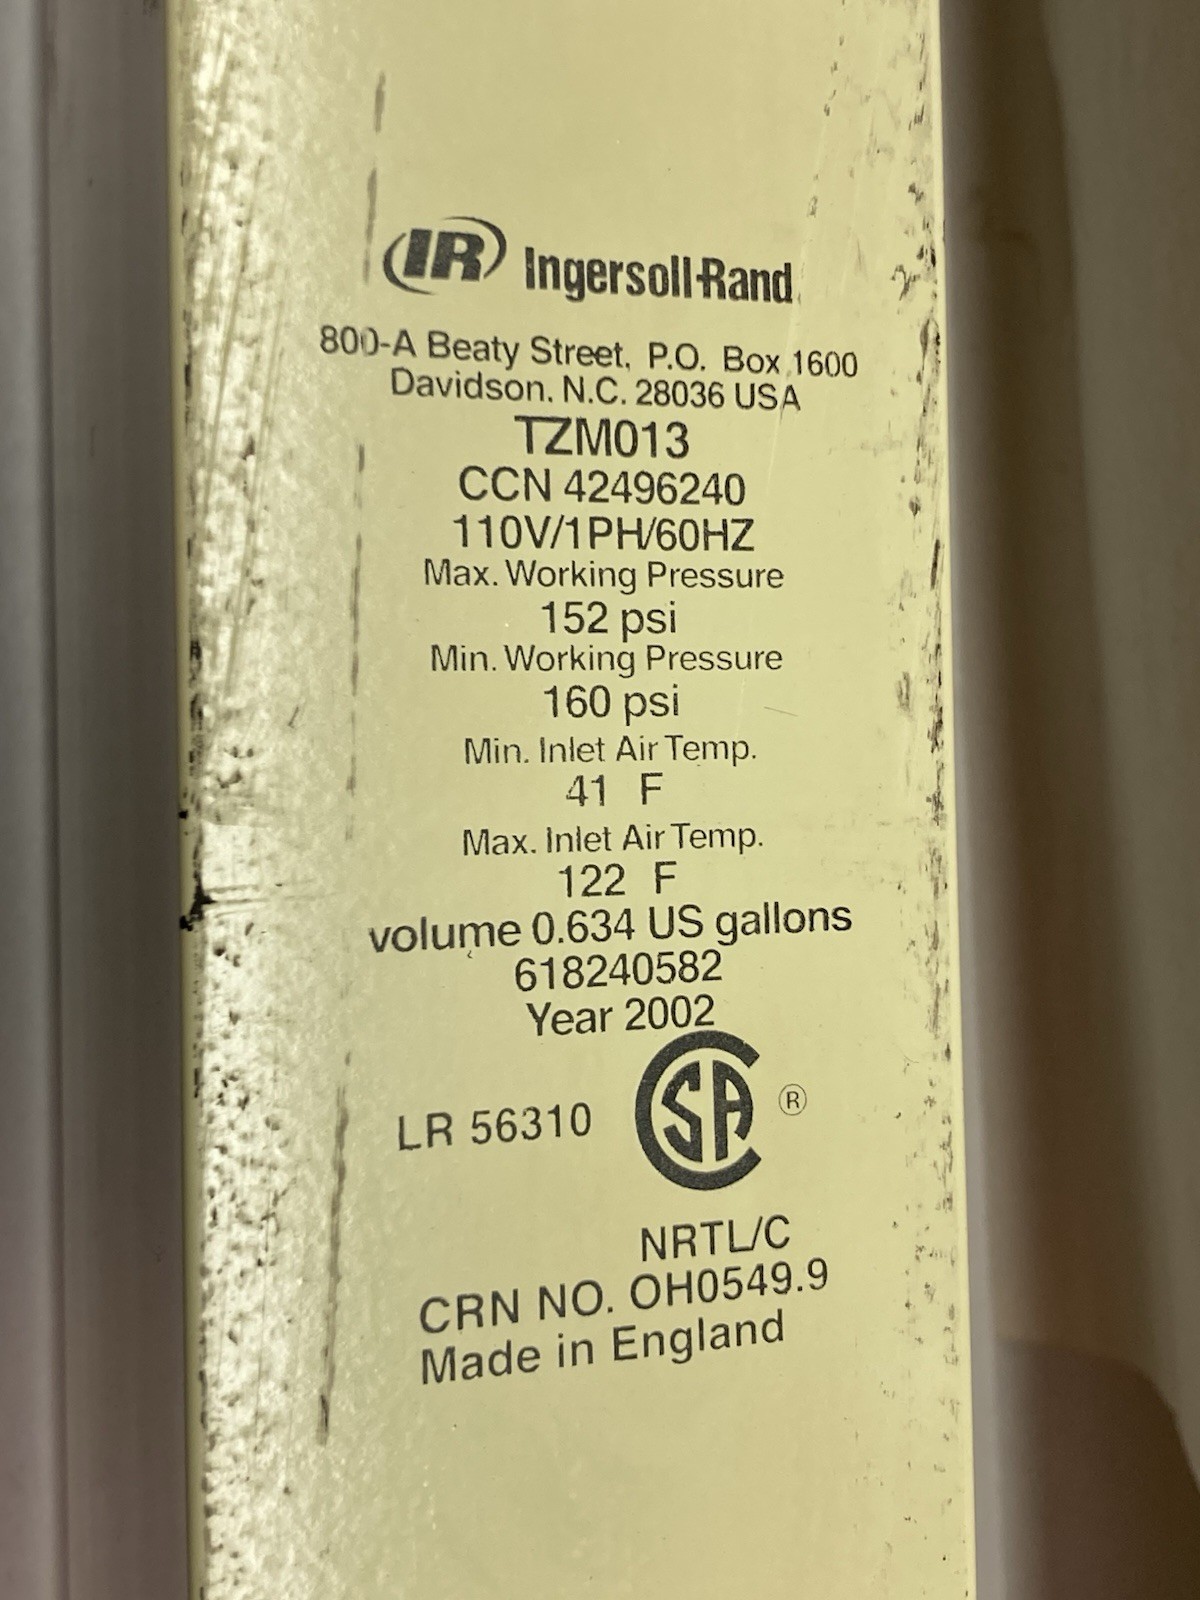 IR Ingersoll-Rand
800-A Beaty Street, P.O. Box 1600
Davidson, N.C. 28036 USA
TZM013
CCN 42496240
110V/1PH/60HZ
Max. Working Pressure
152 psi
Min. Working Pressure
160 psi
Min. Inlet Air Temp.
41 F
Max. Inlet Air Temp.
122 F
volume 0.634 US gallons
618240582
Year 2002
LR 56310 CSA ®
NRTL/C
CRN NO. OH0549.9
Made in England